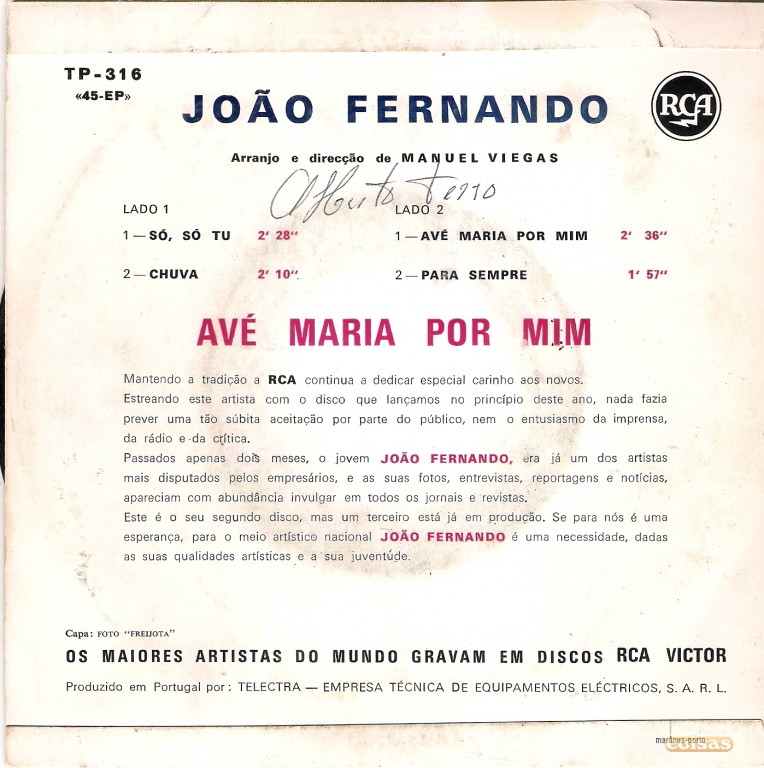 TP-316
«45-EP»
JOÃO FERNANDO
RCA
Arranjo e direcção de MANUEL VIEGAS
Alberto
LADO 1
1 — SÓ, SÓ TU 2' 28"
2 — CHUVA 2' 10"
LADO 2
1 — AVÉ MARIA POR MIM 2' 36"
2 — PARA SEMPRE 1' 57"
AVÉ MARIA POR MIM
Mantendo a tradição a RCA continua a dedicar especial carinho aos novos.
Estreando este artista com o disco que lançamos no princípio deste ano, nada fazia
prever uma tão súbita aceitação por parte do público, nem o entusiasmo da imprensa,
da rádio e da crítica.
Passados apenas dois meses, o jovem JOÃO FERNANDO, era já um dos artistas
mais disputados pelos empresários, e as suas fotos, entrevistas, reportagens e notícias,
apareciam com abundância invulgar em todos os jornais e revistas.
Este é o seu segundo disco, mas um terceiro está já em produção. Se para nós é uma
esperança, para o meio artístico nacional JOÃO FERNANDO é uma necessidade, dadas
as suas qualidades artísticas e a sua juventude.
Capa: FOTO "FREIJOTA"
OS MAIORES ARTISTAS DO MUNDO GRAVAM EM DISCOS RCA VICTOR
Produzido em Portugal por: TELECTRA — EMPRESA TÉCNICA DE EQUIPAMENTOS ELÉCTRICOS, S. A. R. L.
marânus-porto
coisas